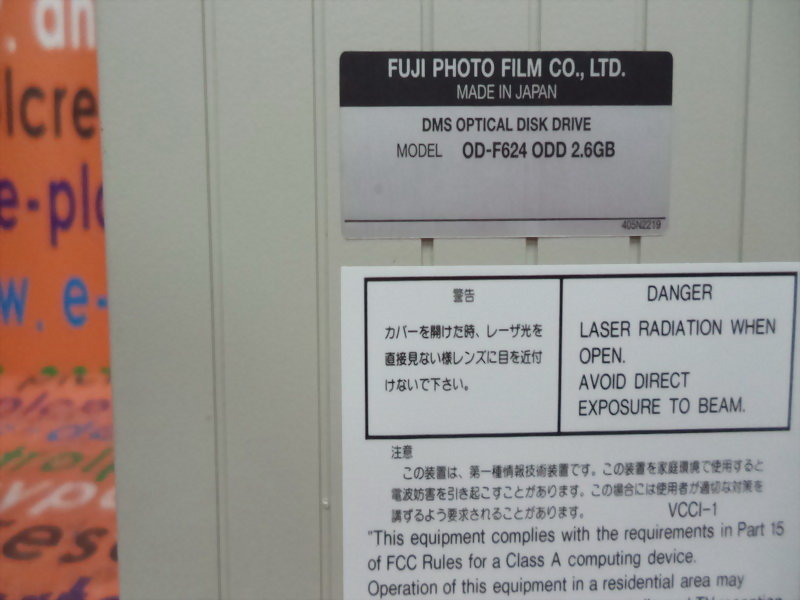 FUJI PHOTO FILM CO., LTD.
MADE IN JAPAN
DMS OPTICAL DISK DRIVE
MODEL OD-F624 ODD 2.6GB
405N2219
警告
カバーを開けた時、レーザ光を
直接見ない様レンズに目を近付
けないで下さい。
DANGER
LASER RADIATION WHEN
OPEN.
AVOID DIRECT
EXPOSURE TO BEAM.
注意
この装置は、第一種情報技術装置です。この装置を家庭環境で使用すると
電波妨害を引き起こすことがあります。この場合には使用者が適切な対策を
講ずるよう要求されることがあります。 VCCI-1
"This equipment complies with the requirements in Part 15
of FCC Rules for a Class A computing device.
Operation of this equipment in a residential area may
. an
olcre
e-plc
w. e-
plce
trolp